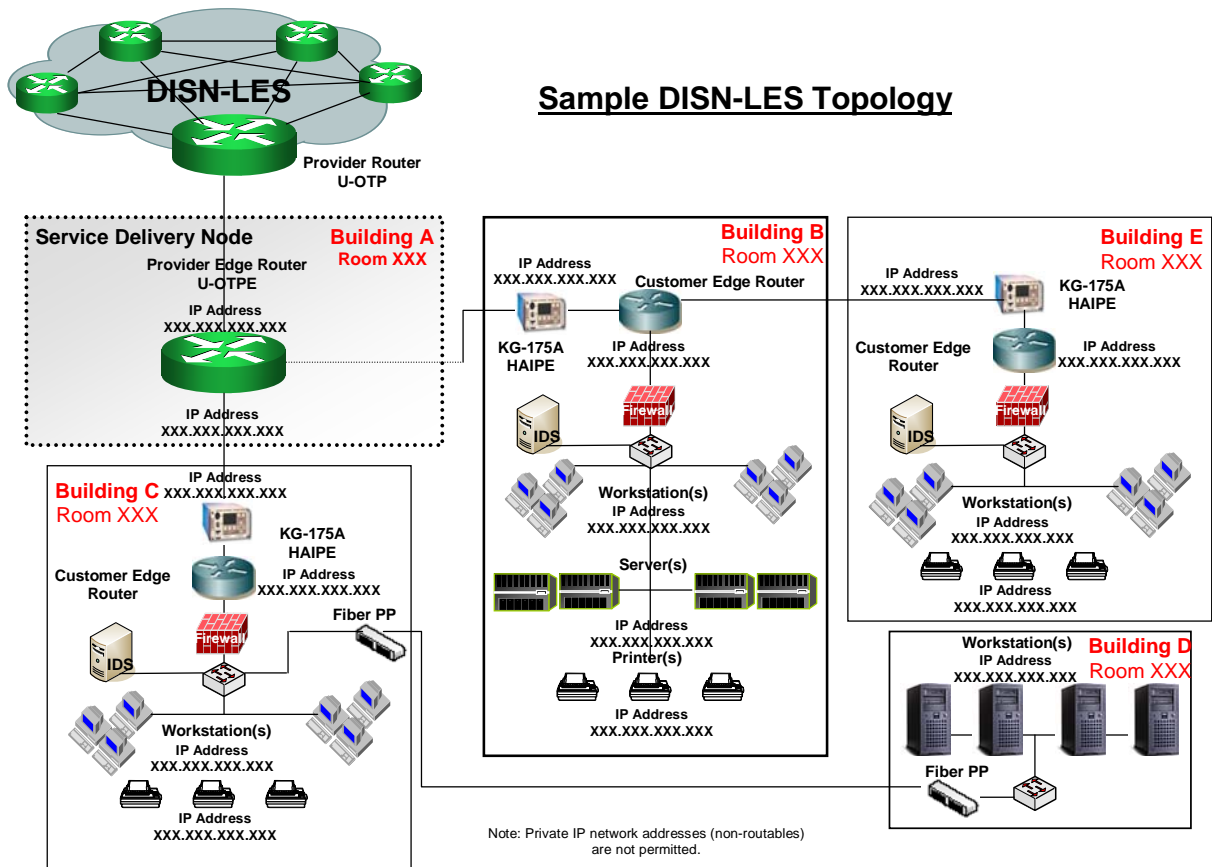 DISN-LES
Sample DISN-LES Topology
Provider Router
U-OTP
Service Delivery Node
Building A
Room XXX
Provider Edge Router
U-OTPE
IP Address
XXX.XXX.XXX.XXX
IP Address
XXX.XXX.XXX.XXX
Building B
Room XXX
IP Address
XXX.XXX.XXX.XXX
Customer Edge Router
KG-175A
HAIPE
IP Address
XXX.XXX.XXX.XXX
Firewall
IDS
Workstation(s)
IP Address
XXX.XXX.XXX.XXX
Server(s)
IP Address
XXX.XXX.XXX.XXX
Printer(s)
IP Address
XXX.XXX.XXX.XXX
Building E
Room XXX
IP Address
XXX.XXX.XXX.XXX
KG-175A
HAIPE
Customer Edge
Router
IP Address
XXX.XXX.XXX.XXX
Firewall
IDS
Workstation(s)
IP Address
XXX.XXX.XXX.XXX
IP Address
XXX.XXX.XXX.XXX
Building C
Room XXX
IP Address
XXX.XXX.XXX.XXX
KG-175A
HAIPE
Customer Edge
Router
IP Address
XXX.XXX.XXX.XXX
Firewall
Fiber PP
IDS
Workstation(s)
IP Address
XXX.XXX.XXX.XXX
IP Address
XXX.XXX.XXX.XXX
Building D
Room XXX
Workstation(s)
IP Address
XXX.XXX.XXX.XXX
Fiber PP
Note: Private IP network addresses (non-routables)
are not permitted.